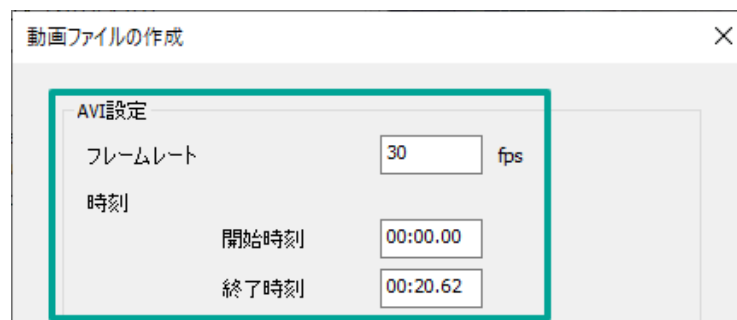 動画ファイルの作成
AVI設定
フレームレート 30 fps
時刻
開始時刻 00:00.00
終了時刻 00:20.62